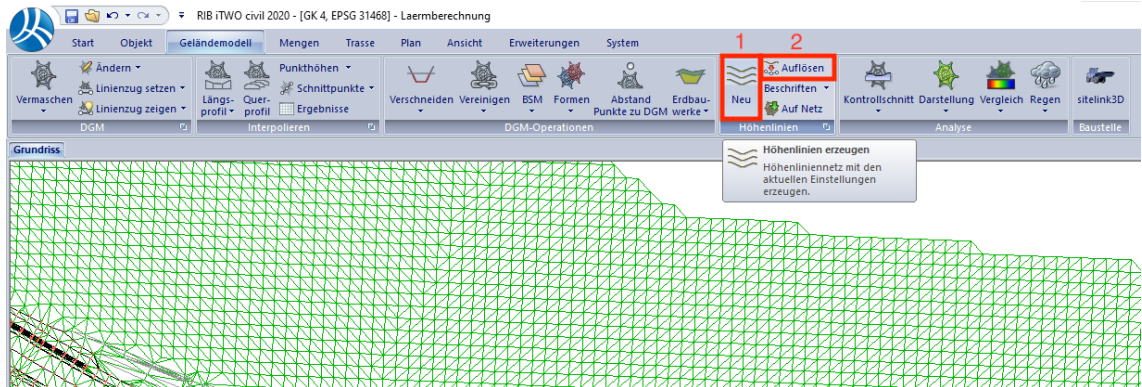 RIB iTWO civil 2020 - [GK 4, EPSG 31468] - Laermberechnung
Start Objekt Geländemodell Mengen Trasse Plan Ansicht Erweiterungen System
1 2
Vermaschen
Ändern
Linienzug setzen
Linienzug zeigen
DGM
Längs-
profil
Quer-
profil
Punkthöhen
Schnittpunkte
Ergebnisse
Interpolieren
Verschneiden
Vereinigen
BSM
Formen
Abstand
Punkte zu DGM
Erdbau-
werke
DGM-Operationen
Neu
Auflösen
Beschriften
Auf Netz
Höhenlinien
Kontrollschnitt
Darstellung
Vergleich
Regen
Analyse
sitelink3D
Baustelle
Grundriss
Höhenlinien erzeugen
Höhenliniennetz mit den
aktuellen Einstellungen
erzeugen.